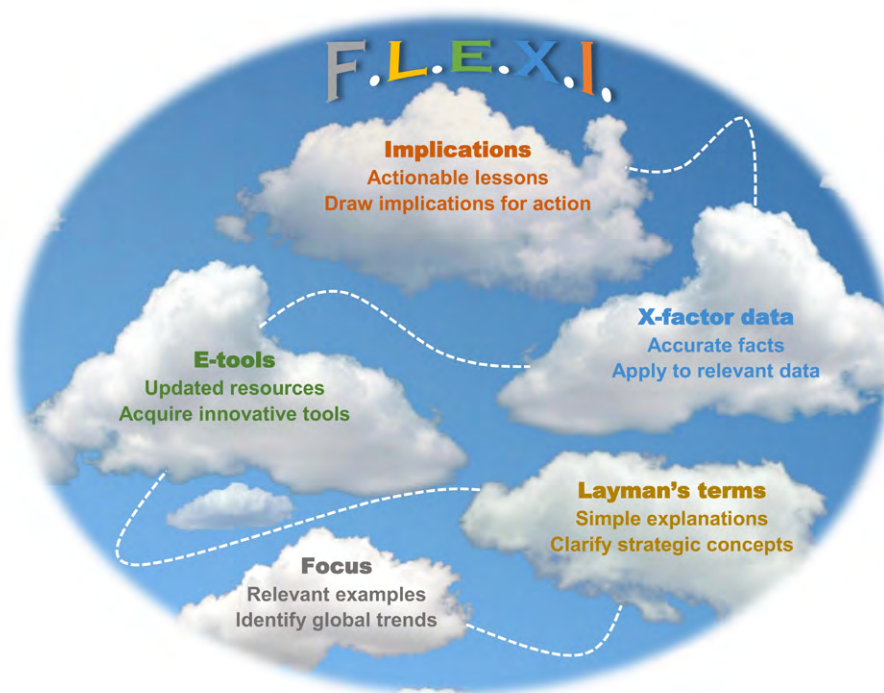 F.L.E.X.I.
Implications
Actionable lessons
Draw implications for action
X-factor data
Accurate facts
Apply to relevant data
E-tools
Updated resources
Acquire innovative tools
Layman's terms
Simple explanations
Clarify strategic concepts
Focus
Relevant examples
Identify global trends